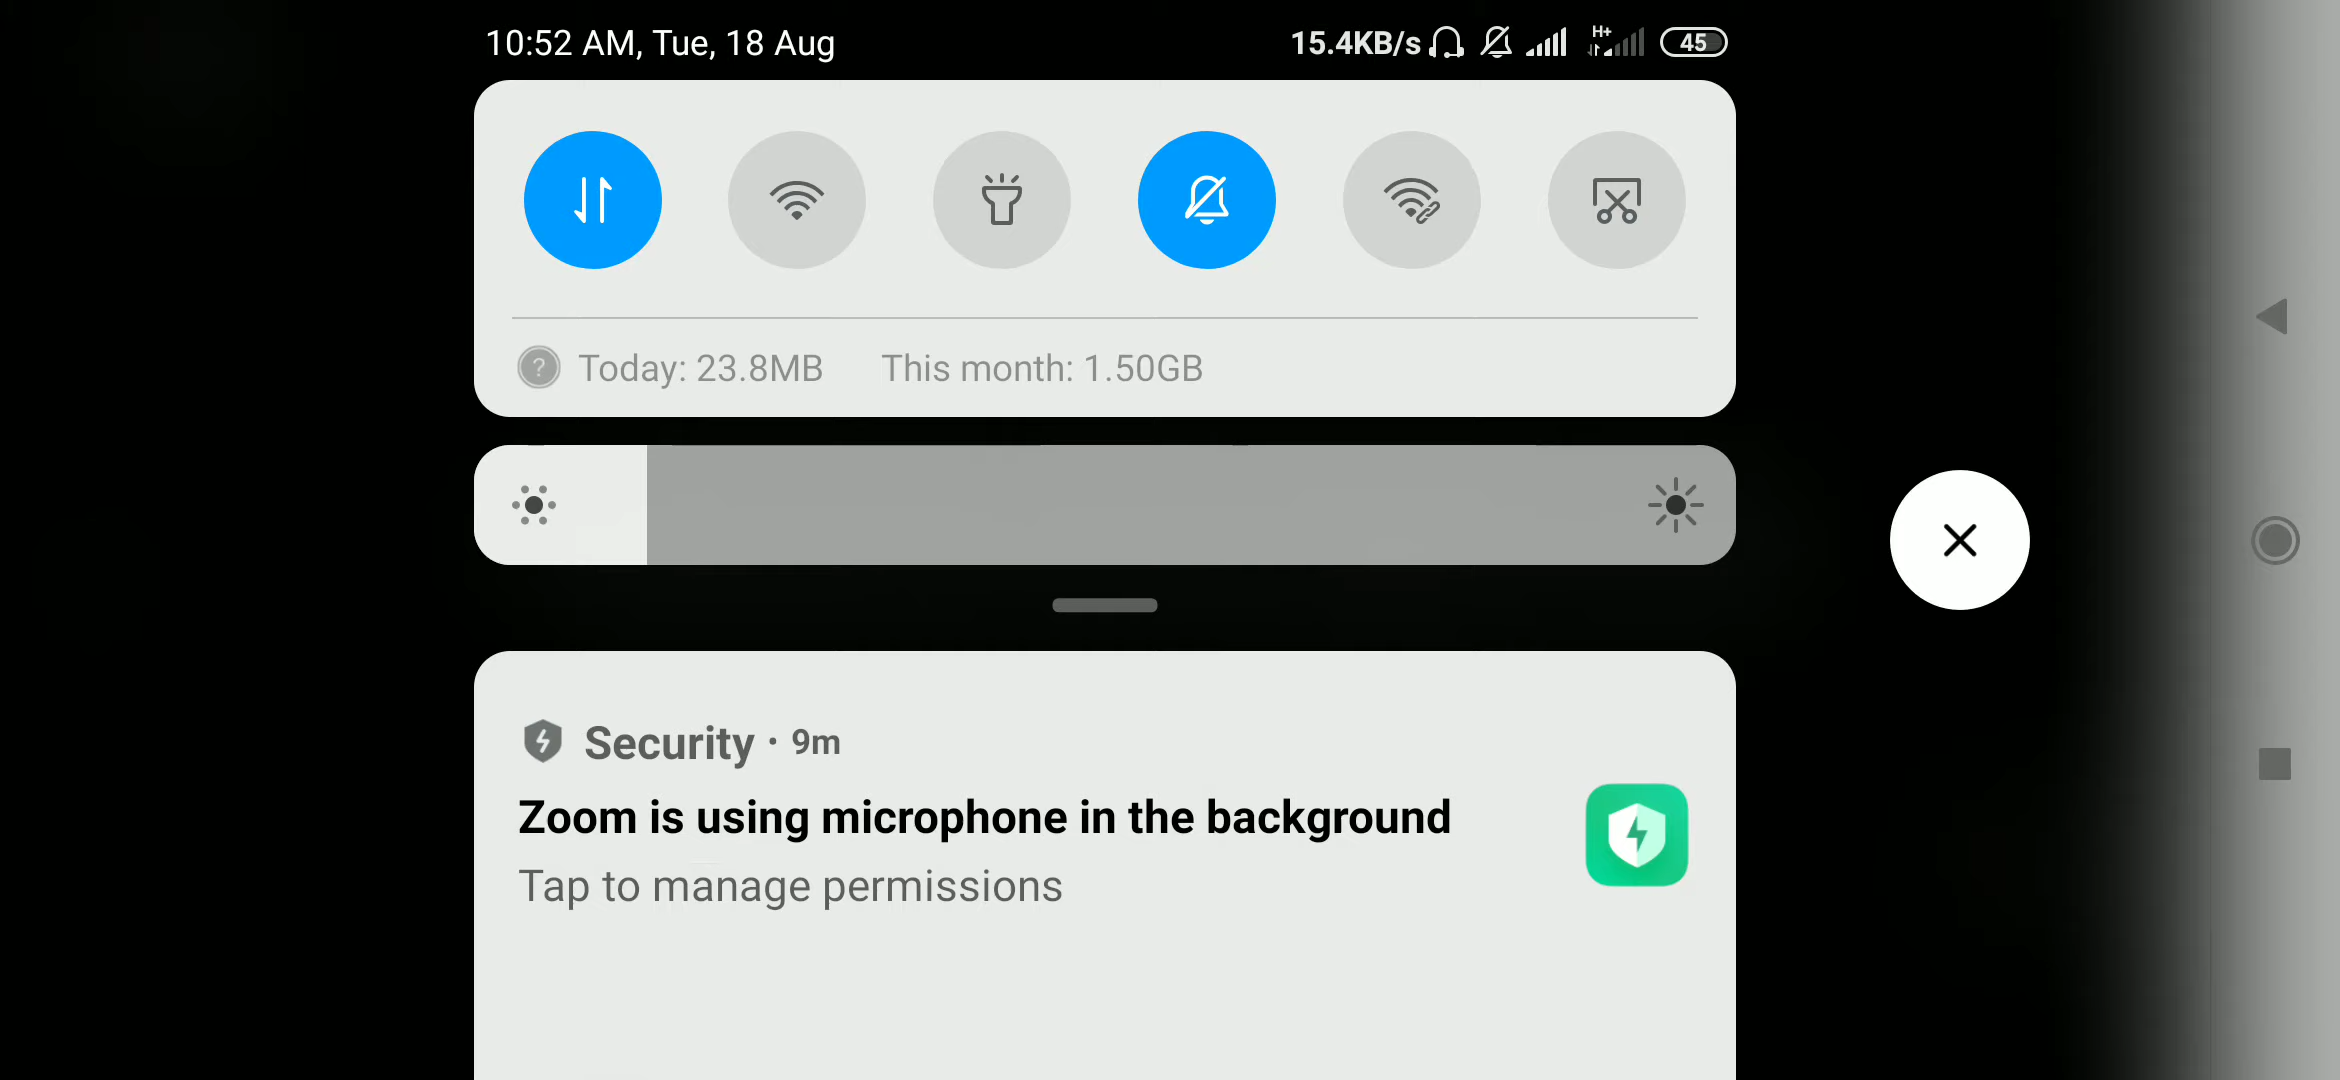 10:52 AM, Tue, 18 Aug 15.4KB/s H+ 45
? Today: 23.8MB This month: 1.50GB
Security · 9m
Zoom is using microphone in the background
Tap to manage permissions